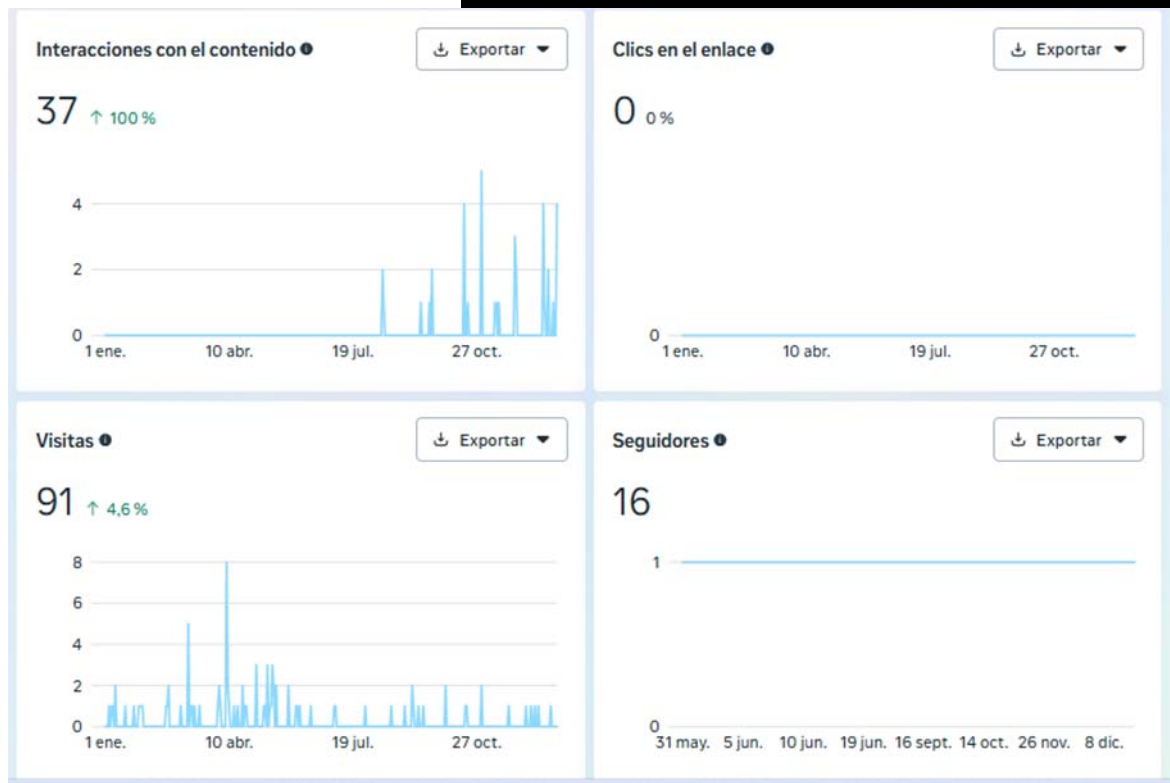 Interacciones con el contenido
Exportar
37 ↑ 100 %
4
2
0
1 ene. 10 abr. 19 jul. 27 oct.
Clics en el enlace
Exportar
0 0 %
0
1 ene. 10 abr. 19 jul. 27 oct.
Visitas
Exportar
91 ↑ 4,6 %
8
6
4
2
0
1 ene. 10 abr. 19 jul. 27 oct.
Seguidores
Exportar
16
1
0
31 may. 5 jun. 10 jun. 19 jun. 16 sept. 14 oct. 26 nov. 8 dic.